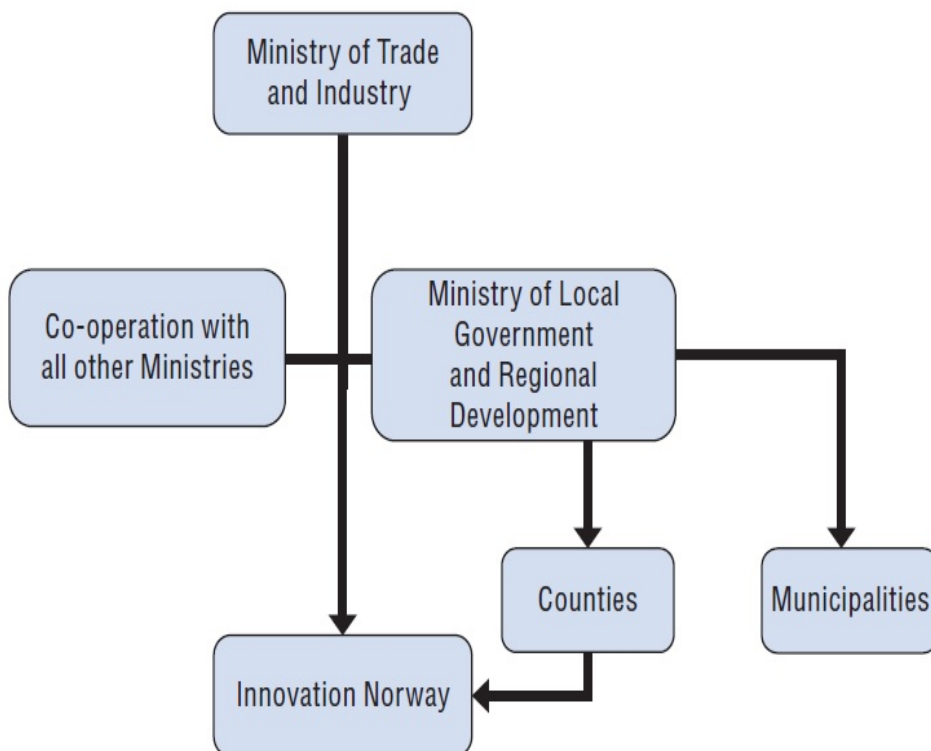 Ministry of Trade
and Industry
Co-operation with
all other Ministries
Ministry of Local
Government
and Regional
Development
Counties
Municipalities
Innovation Norway